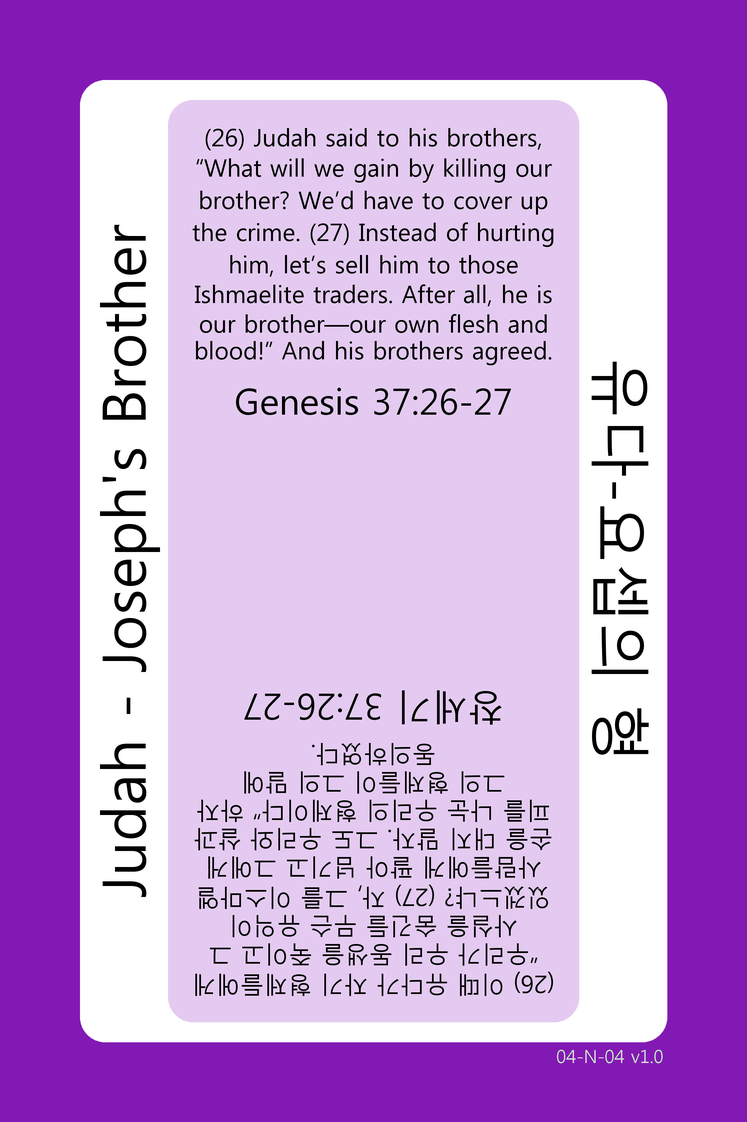 Judah - Joseph's Brother
(26) Judah said to his brothers,
“What will we gain by killing our
brother? We’d have to cover up
the crime. (27) Instead of hurting
him, let’s sell him to those
Ishmaelite traders. After all, he is
our brother—our own flesh and
blood!” And his brothers agreed.
Genesis 37:26-27
유다-요셉의 형
(26) 이때 유다가 자기 형제들에게
“우리가 우리 동생을 죽이고 그
사실을 숨긴들 무슨 유익이
있겠느냐? (27) 자, 그를 이스마엘
사람들에게 팔아 넘기고 그에게
손을 대지 말자. 그도 우리와 살과
피를 나눈 우리의 형제이다” 하자
그의 형제들이 그의 말에
동의하였다.
창세기 37:26-27
04-N-04 v1.0